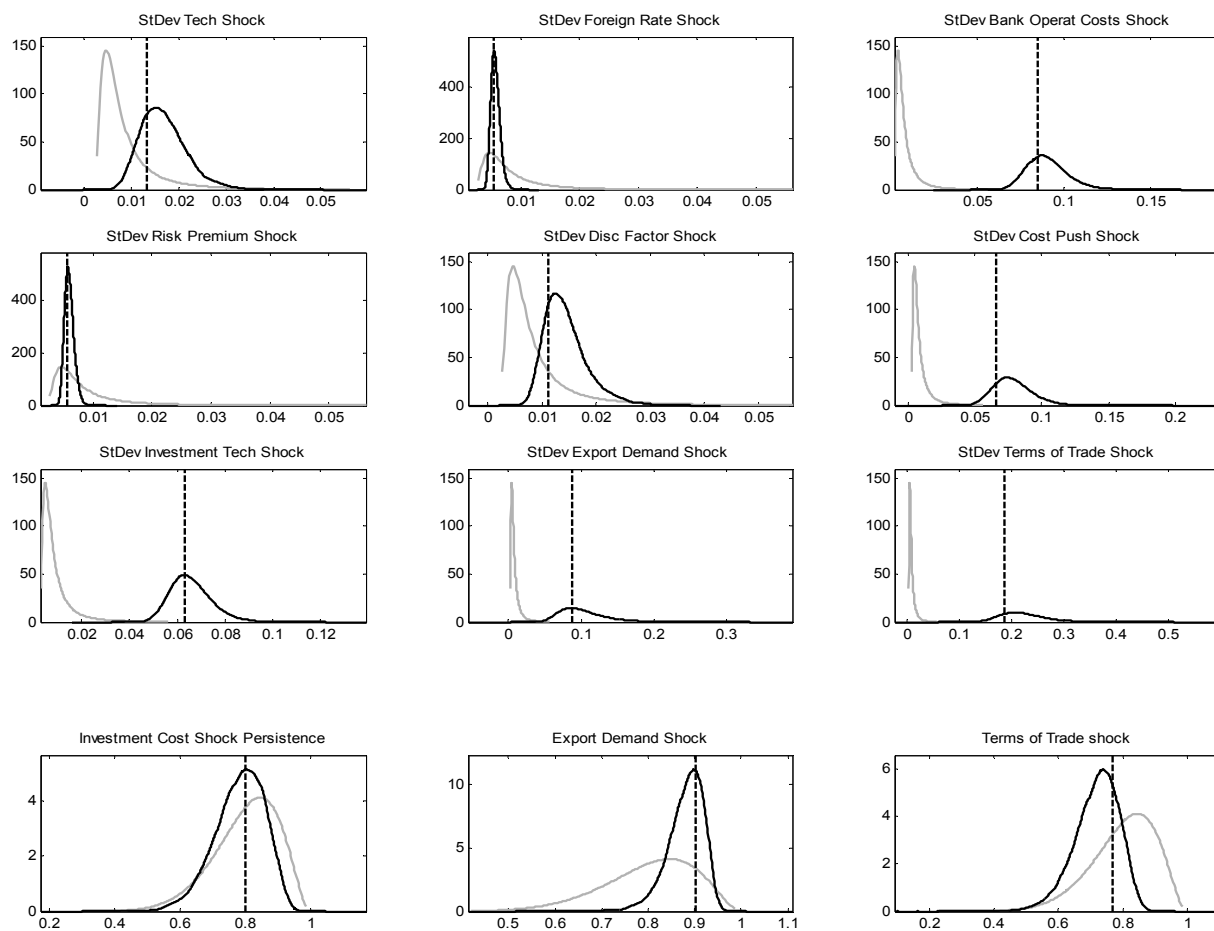 StDev Tech Shock
150
100
50
0
0 0.01 0.02 0.03 0.04 0.05
StDev Foreign Rate Shock
400
200
0
0.01 0.02 0.03 0.04 0.05
StDev Bank Operat Costs Shock
150
100
50
0
0.05 0.1 0.15
StDev Risk Premium Shock
400
200
0
0.01 0.02 0.03 0.04 0.05
StDev Disc Factor Shock
150
100
50
0
0 0.01 0.02 0.03 0.04 0.05
StDev Cost Push Shock
150
100
50
0
0 0.05 0.1 0.15 0.2
StDev Investment Tech Shock
150
100
50
0
0.02 0.04 0.06 0.08 0.1 0.12
StDev Export Demand Shock
150
100
50
0
0 0.1 0.2 0.3
StDev Terms of Trade Shock
150
100
50
0
0 0.1 0.2 0.3 0.4 0.5
Investment Cost Shock Persistence
4
2
0
0.2 0.4 0.6 0.8 1
Export Demand Shock
10
5
0
0.5 0.6 0.7 0.8 0.9 1 1.1
Terms of Trade shock
6
4
2
0
0.2 0.4 0.6 0.8 1